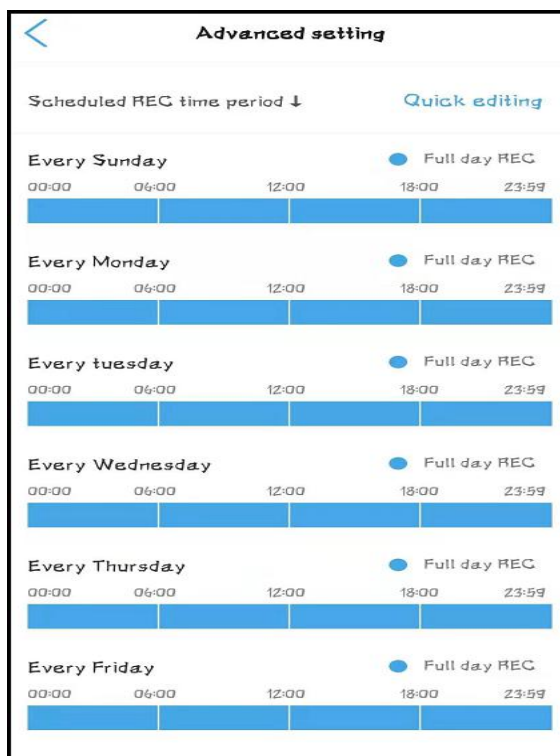 Advanced setting
Scheduled REC time period ↓ Quick editing
Every Sunday Full day REC
00:00 06:00 12:00 18:00 23:59
Every Monday Full day REC
00:00 06:00 12:00 18:00 23:59
Every tuesday Full day REC
00:00 06:00 12:00 18:00 23:59
Every Wednesday Full day REC
00:00 06:00 12:00 18:00 23:59
Every Thursday Full day REC
00:00 06:00 12:00 18:00 23:59
Every Friday Full day REC
00:00 06:00 12:00 18:00 23:59